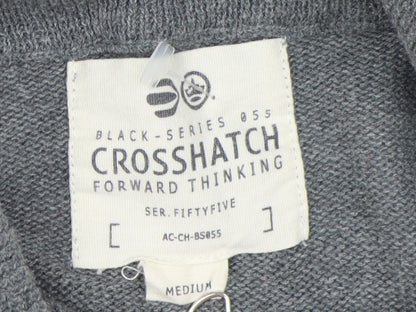 BLACK-SERIES 055
CROSSHATCH
FORWARD THINKING
SER.FIFTYFIVE
[ AC-CH-BS055 ]
MEDIUM